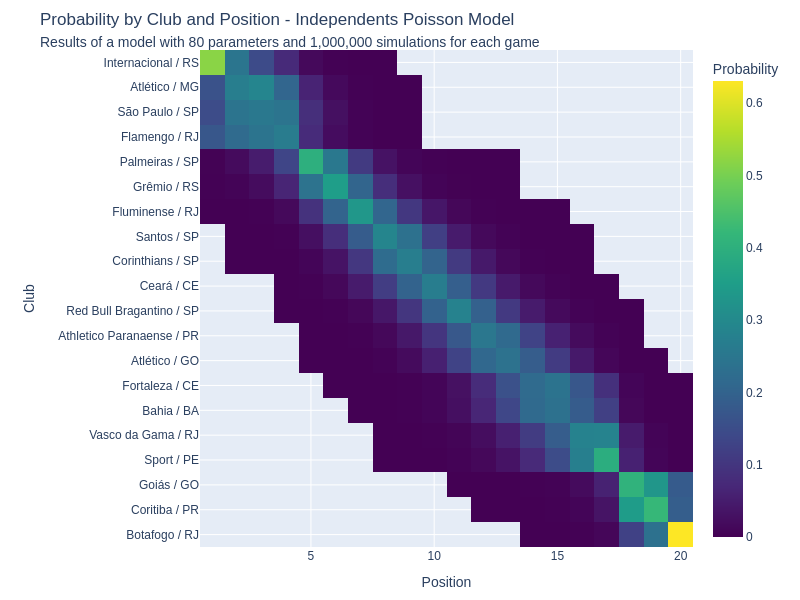 Probability by Club and Position - Independents Poisson Model
Results of a model with 80 parameters and 1,000,000 simulations for each game
Probability
Internacional / RS
Atlético / MG
São Paulo / SP
Flamengo / RJ
Palmeiras / SP
Grêmio / RS
Fluminense / RJ
Santos / SP
Corinthians / SP
Ceará / CE
Red Bull Bragantino / SP
Athletico Paranaense / PR
Atlético / GO
Fortaleza / CE
Bahia / BA
Vasco da Gama / RJ
Sport / PE
Goiás / GO
Coritiba / PR
Botafogo / RJ
Club
5 10 15 20
Position
0.6
0.5
0.4
0.3
0.2
0.1
0